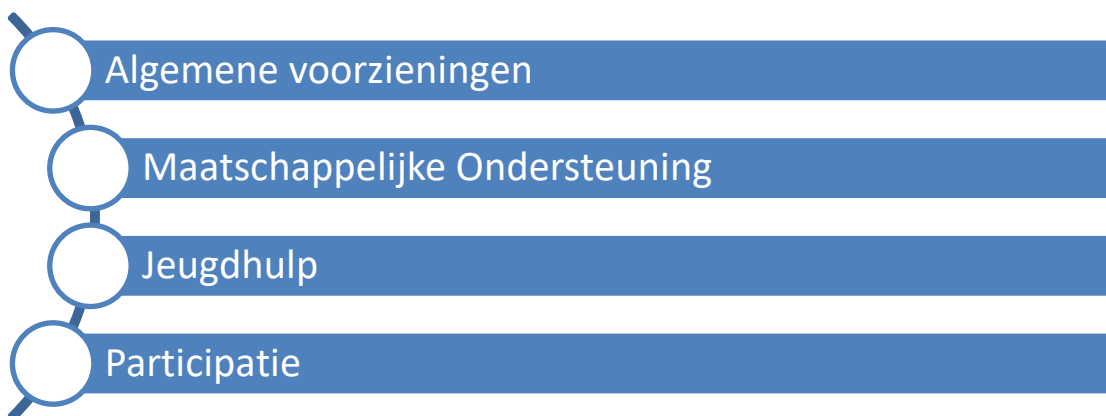 Algemene voorzieningen
Maatschappelijke Ondersteuning
Jeugdhulp
Participatie